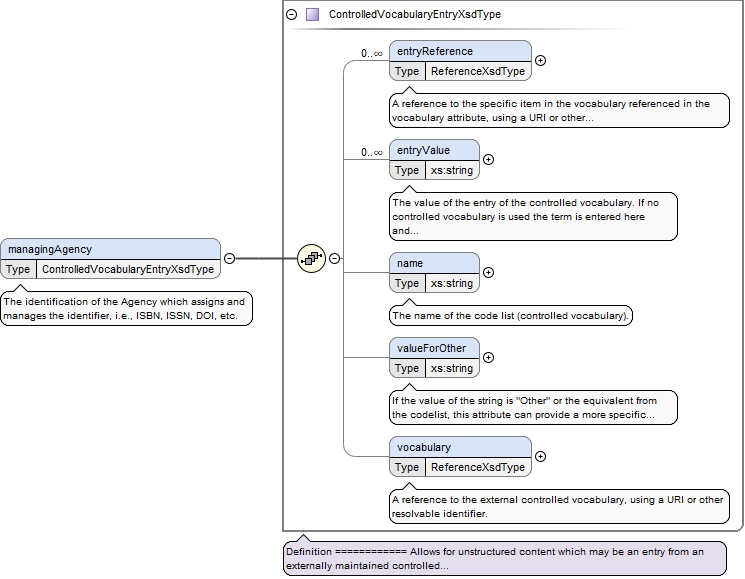 ControlledVocabularyEntryXsdType
0..∞
entryReference
Type ReferenceXsdType
A reference to the specific item in the vocabulary referenced in the
vocabulary attribute, using a URI or other...
0..∞
entryValue
Type xs:string
The value of the entry of the controlled vocabulary. If no
controlled vocabulary is used the term is entered here
and...
managingAgency
Type ControlledVocabularyEntryXsdType
The identification of the Agency which assigns and
manages the identifier, i.e., ISBN, ISSN, DOI, etc.
name
Type xs:string
The name of the code list (controlled vocabulary).
valueForOther
Type xs:string
If the value of the string is "Other" or the equivalent from
the codelist, this attribute can provide a more specific...
vocabulary
Type ReferenceXsdType
A reference to the external controlled vocabulary, using a URI or other
resolvable identifier.
Definition ============ Allows for unstructured content which may be an entry from an
externally maintained controlled...